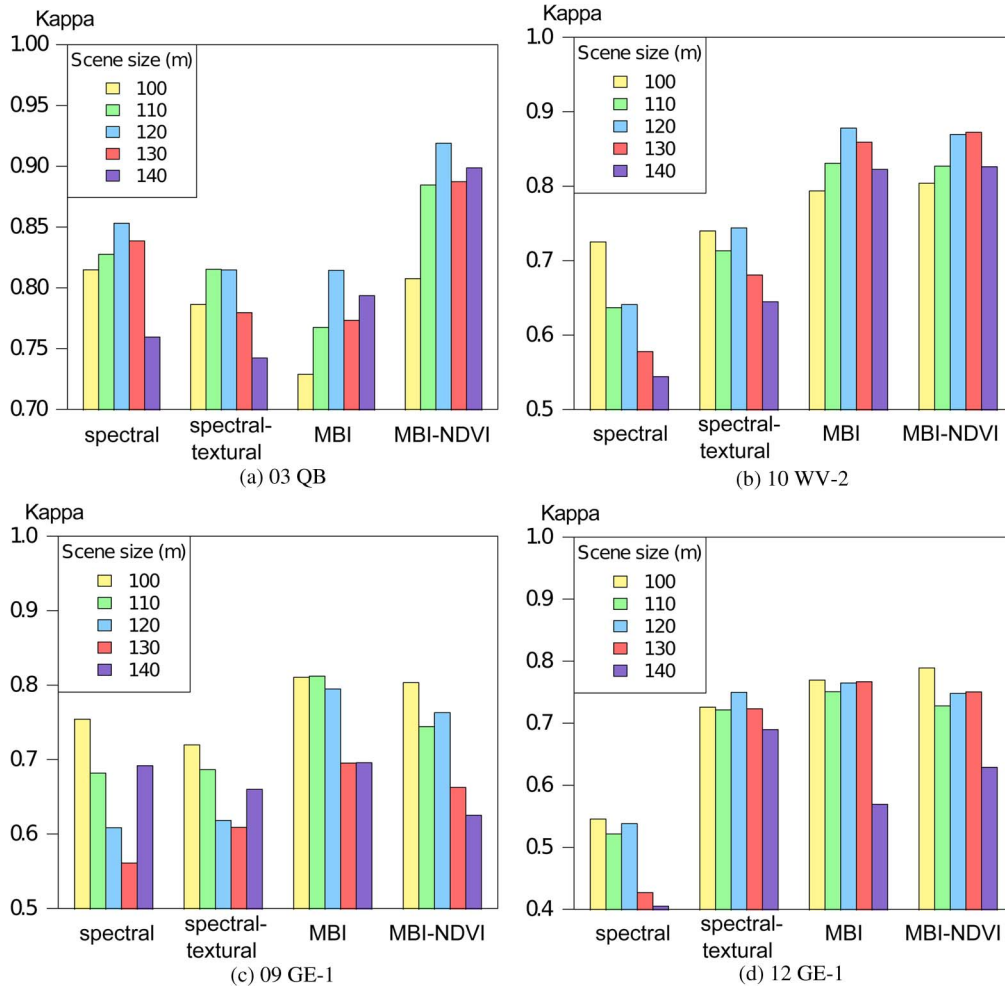 Kappa
1.00
0.95
0.90
0.85
0.80
0.75
0.70
Scene size (m)
100
110
120
130
140
spectral
spectral-
textural
MBI
MBI-NDVI
(a) 03 QB
Kappa
1.0
0.9
0.8
0.7
0.6
0.5
Scene size (m)
100
110
120
130
140
spectral
spectral-
textural
MBI
MBI-NDVI
(b) 10 WV-2
Kappa
1.0
0.9
0.8
0.7
0.6
0.5
Scene size (m)
100
110
120
130
140
spectral
spectral-
textural
MBI
MBI-NDVI
(c) 09 GE-1
Kappa
1.0
0.9
0.8
0.7
0.6
0.5
0.4
Scene size (m)
100
110
120
130
140
spectral
spectral-
textural
MBI
MBI-NDVI
(d) 12 GE-1